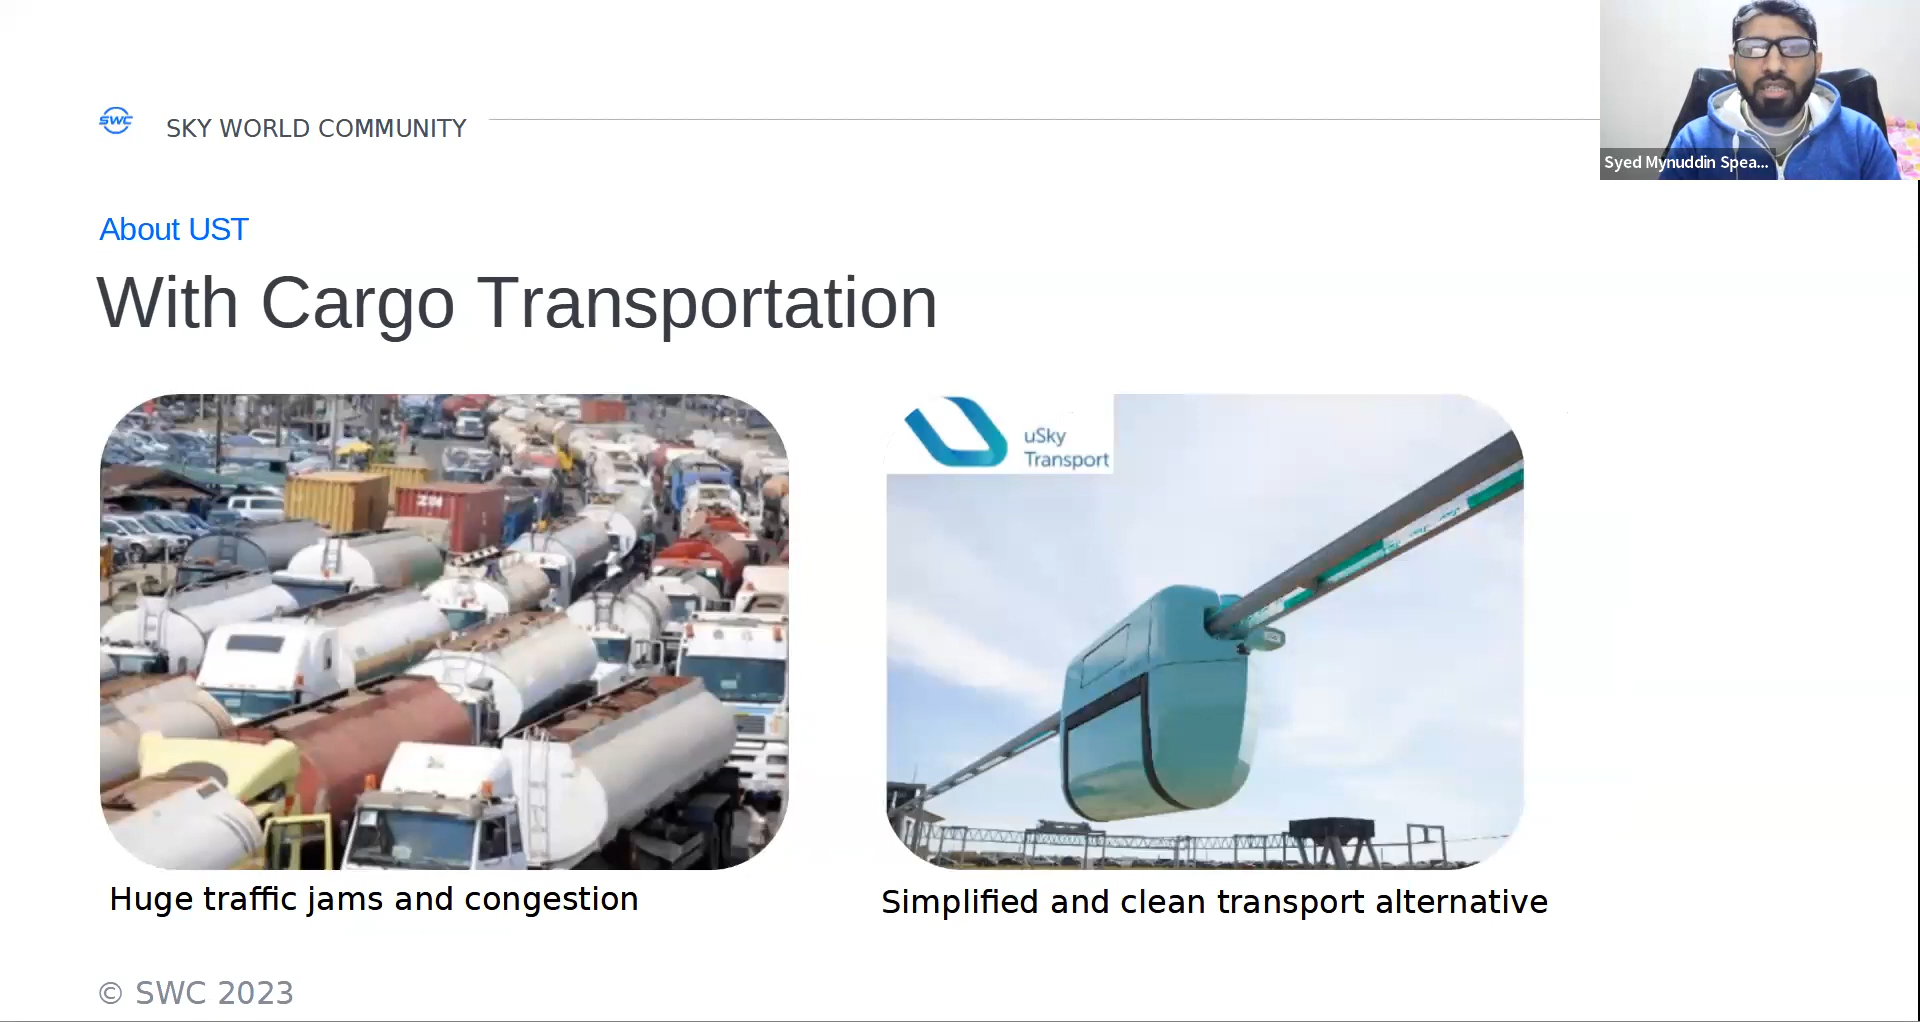 SWC
SKY WORLD COMMUNITY
Syed Mynuddin Spea...
About UST
With Cargo Transportation
uSky
Transport
Huge traffic jams and congestion
Simplified and clean transport alternative
© SWC 2023